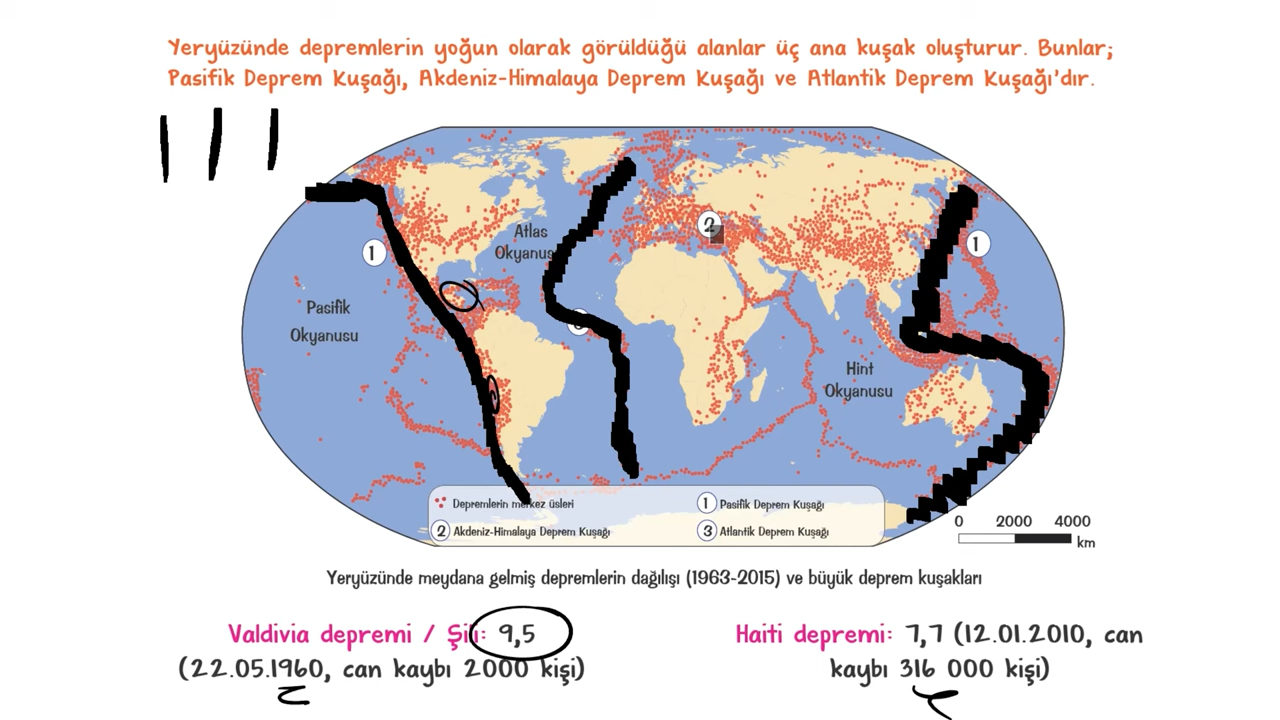 Yeryüzünde depremlerin yoğun olarak görüldüğü alanlar üç ana kuşak oluşturur. Bunlar;
Pasifik Deprem Kuşağı, Akdeniz-Himalaya Deprem Kuşağı ve Atlantik Deprem Kuşağı'dır.
2
Atlas
Okyanus
1
1
Pasifik
Okyanusu
Hint
Okyanusu
Depremlerin merkez üsleri
1 Pasifik Deprem Kuşağı
2 Akdeniz-Himalaya Deprem Kuşağı
3 Atlantik Deprem Kuşağı
0 2000 4000
km
Yeryüzünde meydana gelmiş depremlerin dağılışı (1963-2015) ve büyük deprem kuşakları
Valdivia depremi / Şili: 9,5
(22.05.1960, can kaybı 2000 kişi)
Haiti depremi: 7,7 (12.01.2010, can
kaybı 316 000 kişi)